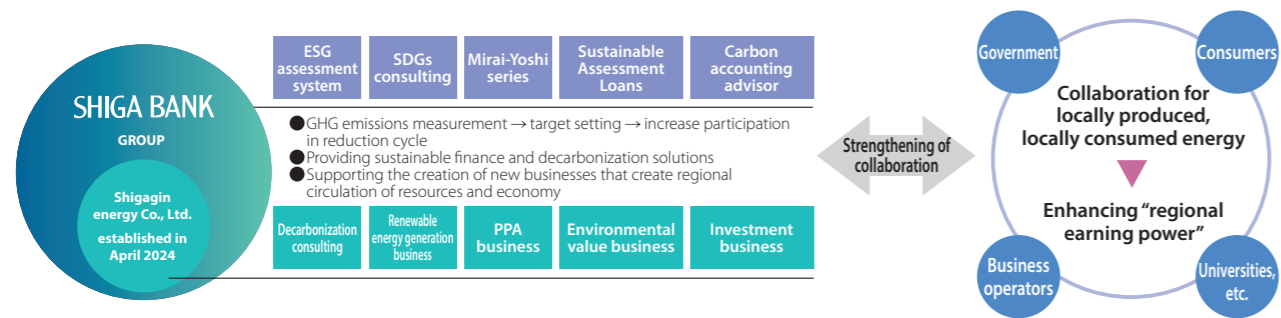 SHIGA BANK
GROUP
Shigagin
energy Co., Ltd.
established in
April 2024
ESG
assessment
system
SDGs
consulting
Mirai-Yoshi
series
Sustainable
Assessment
Loans
Carbon
accounting
advisor
●GHG emissions measurement → target setting → increase participation
in reduction cycle
●Providing sustainable finance and decarbonization solutions
●Supporting the creation of new businesses that create regional
circulation of resources and economy
Decarbonization
consulting
Renewable
energy generation
business
PPA
business
Environmental
value business
Investment
business
Strengthening of
collaboration
Government
Consumers
Collaboration for
locally produced,
locally consumed energy
Enhancing “regional
earning power”
Business
operators
Universities,
etc.